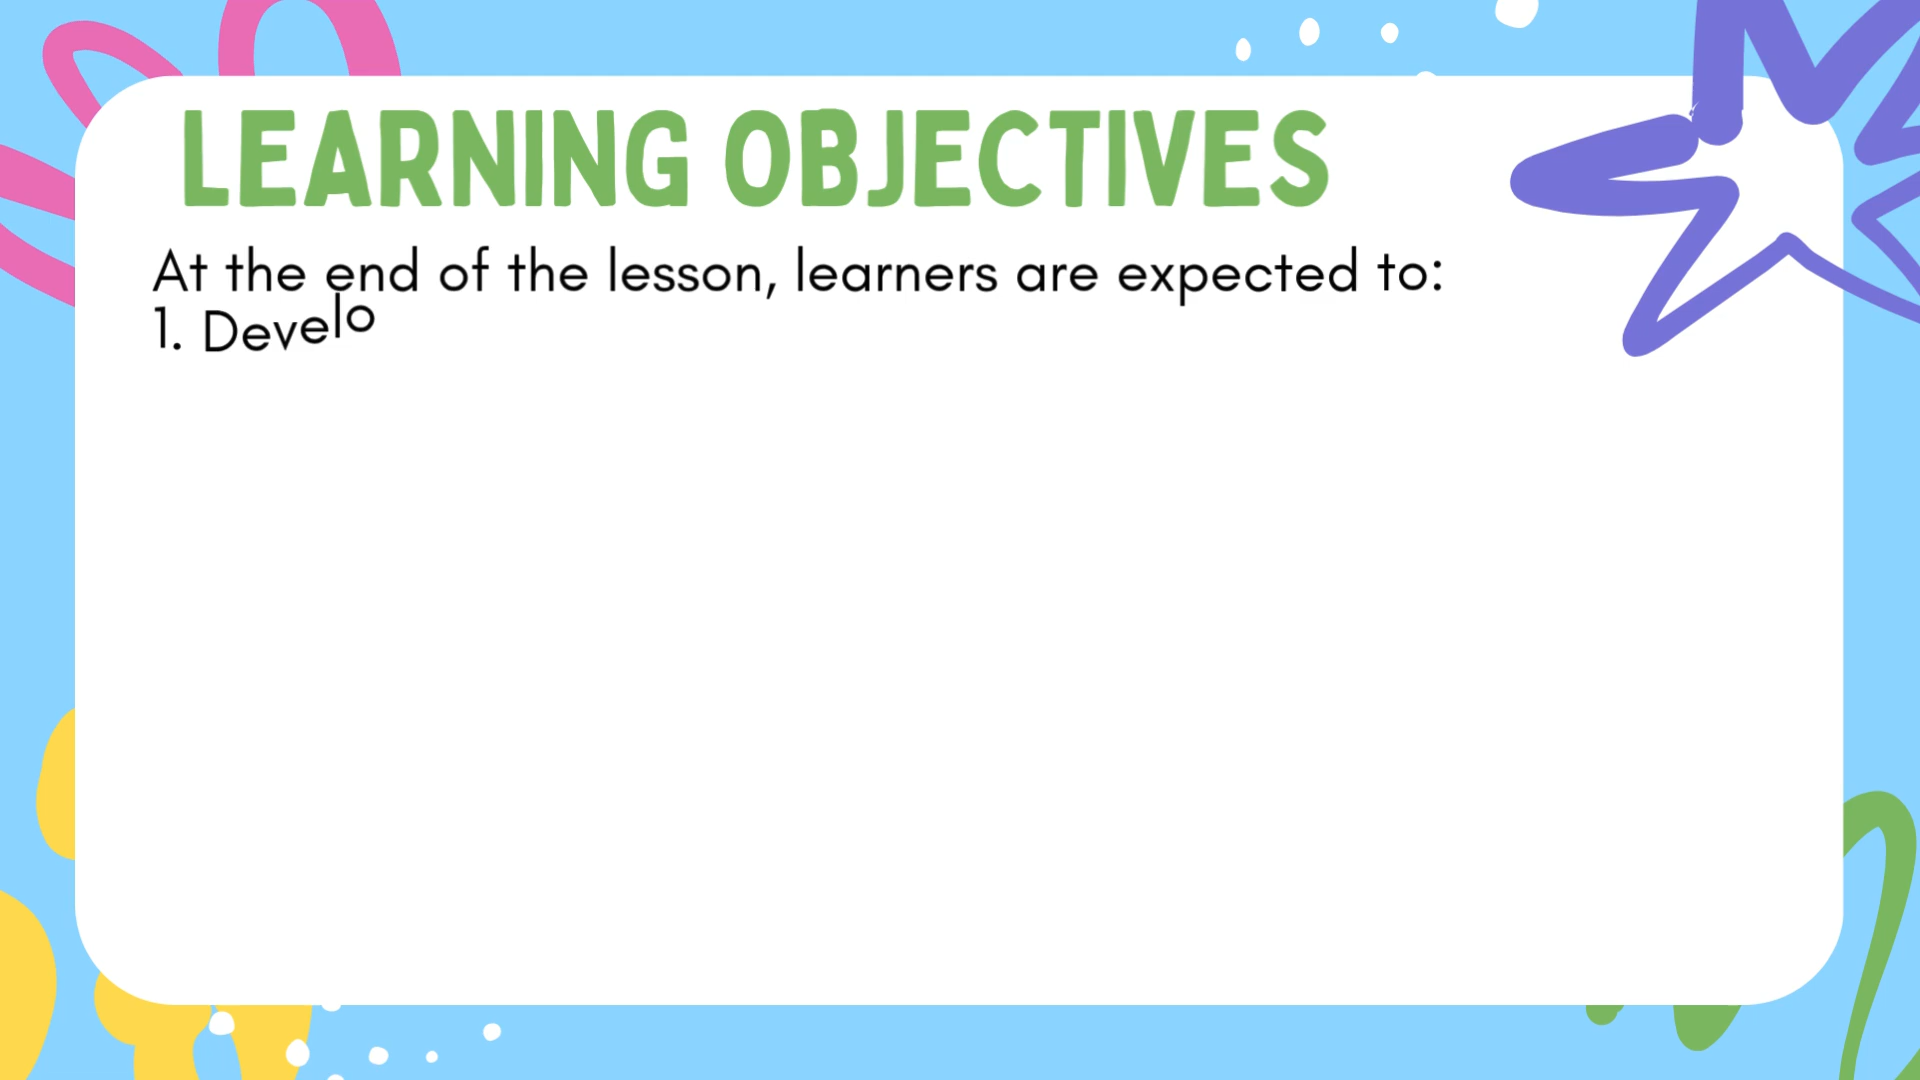 LEARNING OBJECTIVES
At the end of the lesson, learners are expected to:
1. Develo